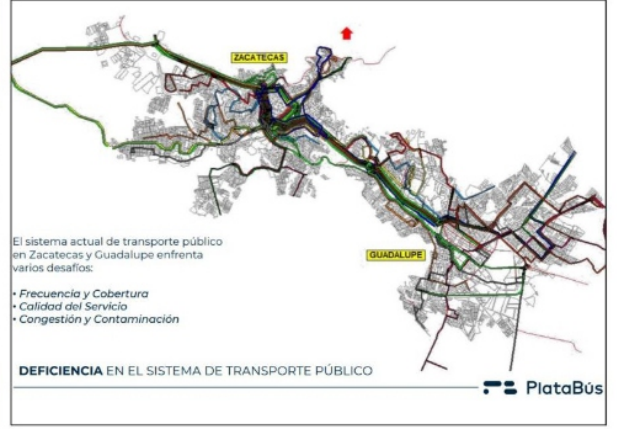 ZACATECAS
GUADALUPE
El sistema actual de transporte público
en Zacatecas y Guadalupe enfrenta
varios desafíos:
• Frecuencia y Cobertura
• Calidad del Servicio
• Congestión y Contaminación
DEFICIENCIA EN EL SISTEMA DE TRANSPORTE PÚBLICO
PlataBús